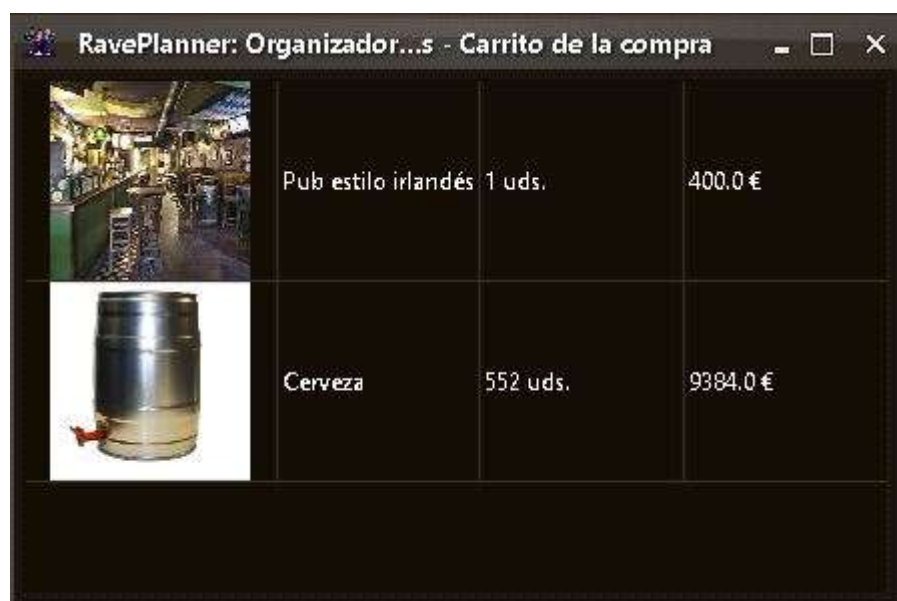 RavePlanner: Organizador...s - Carrito de la compra
Pub estilo irlandés 1 uds. 400.0 €
Cerveza 552 uds. 9384.0 €